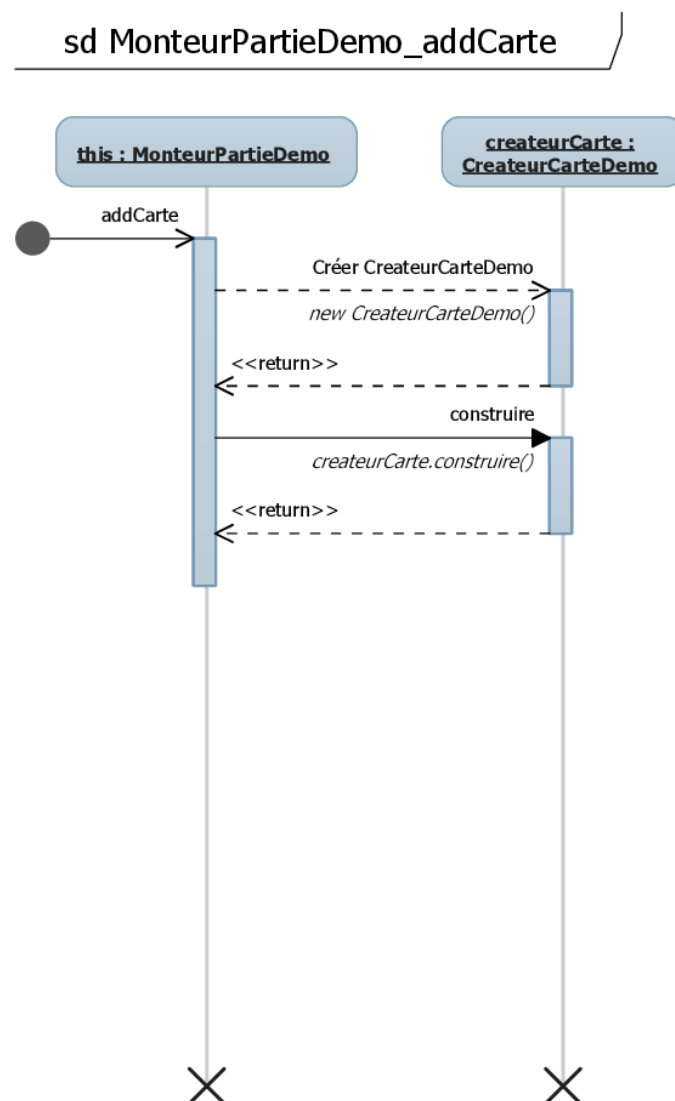 sd MonteurPartieDemo_addCarte
this : MonteurPartieDemo
createurCarte :
CreateurCarteDemo
addCarte
Créer CreateurCarteDemo
new CreateurCarteDemo()
<<return>>
construire
createurCarte.construire()
<<return>>